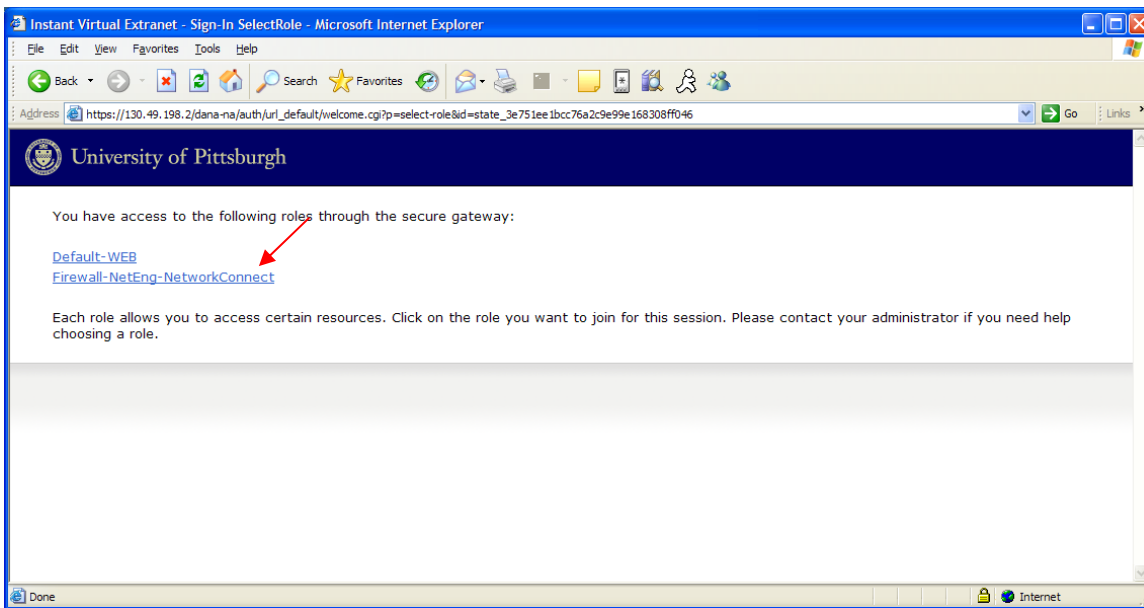 Instant Virtual Extranet - Sign-In SelectRole - Microsoft Internet Explorer
File Edit View Favorites Tools Help
Back Search Favorites
Address https://130.49.198.2/dana-na/auth/url_default/welcome.cgi?p=select-role&id=state_3e751ee1bcc76a2c9e99e168308ff046 Go Links
University of Pittsburgh
You have access to the following roles through the secure gateway:
Default-WEB
Firewall-NetEng-NetworkConnect
Each role allows you to access certain resources. Click on the role you want to join for this session. Please contact your administrator if you need help
choosing a role.
Done Internet